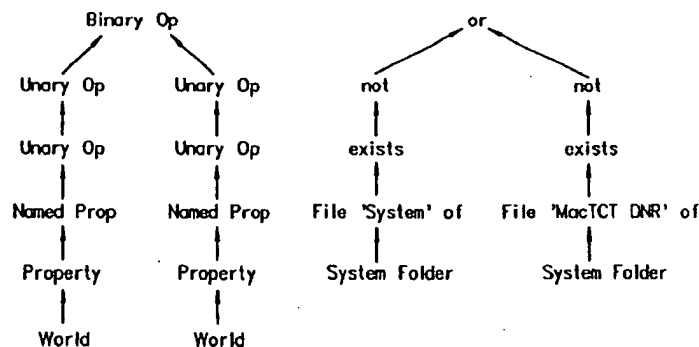 Binary Op or
Unary Op Unary Op not not
Unary Op Unary Op exists exists
Named Prop Named Prop File 'System' of File 'MacTCT DNR' of
Property Property System Folder System Folder
World World